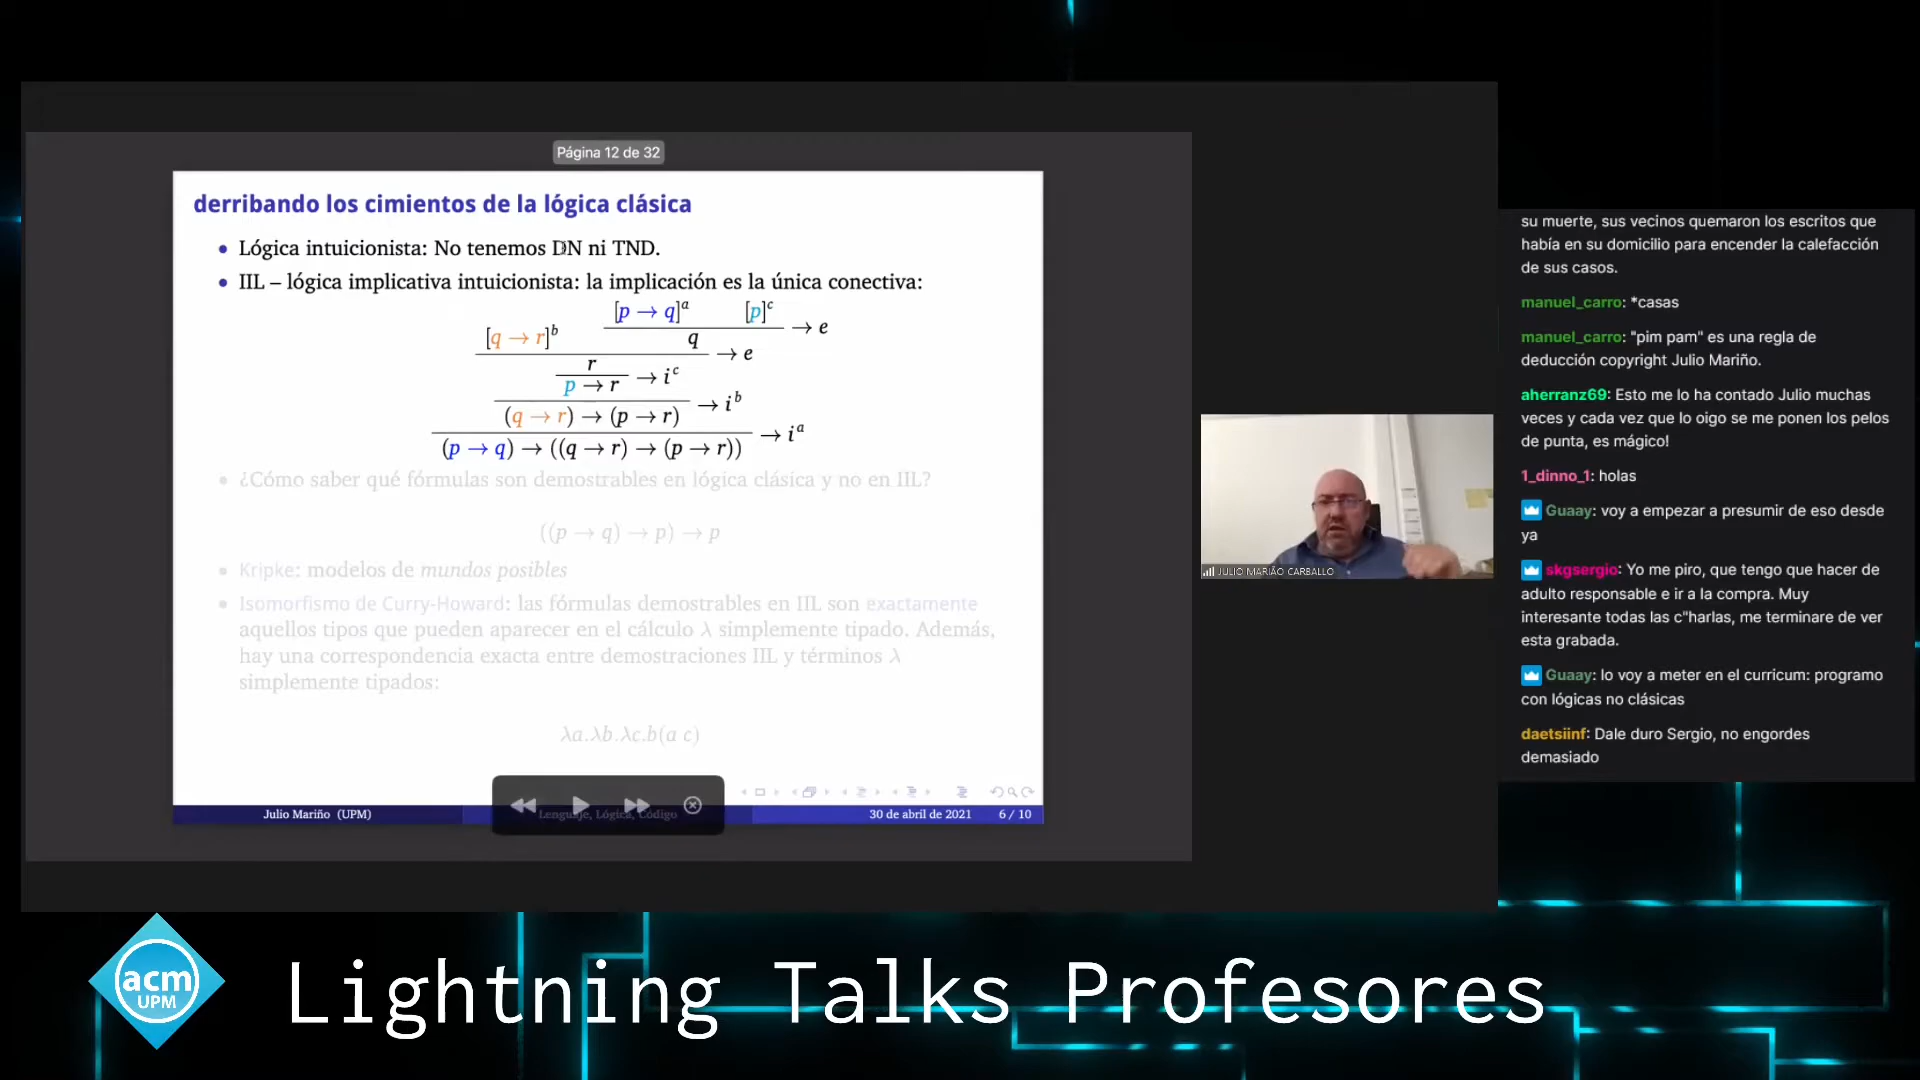 Página 12 de 32
derribando los cimientos de la lógica clásica
• Lógica intuicionista: No tenemos DN ni TND.
• IIL – lógica implicativa intuicionista: la implicación es la única conectiva:
[p → q]ᵃ [p]ᶜ
→ e
[q → r]ᵇ q
→ e
r
→ iᶜ
p → r
→ iᵇ
(q → r) → (p → r)
→ iᵃ
(p → q) → ((q → r) → (p → r))
• ¿Cómo saber qué fórmulas son demostrables en lógica clásica y no en IIL?
((p → q) → p) → p
• Kripke: modelos de mundos posibles
• Isomorfismo de Curry-Howard: las fórmulas demostrables en IIL son exactamente
aquellos tipos que pueden aparecer en el cálculo λ simplemente tipado. Además,
hay una correspondencia exacta entre demostraciones IIL y términos λ
simplemente tipados:
λa.λb.λc.b(a c)
Julio Mariño (UPM) Lenguaje, Lógica, Código 30 de abril de 2021 6 / 10
JULIO MARIÃO CARBALLO
su muerte, sus vecinos quemaron los escritos que
había en su domicilio para encender la calefacción
de sus casos.
manuel_carro: *casas
manuel_carro: "pim pam" es una regla de
deducción copyright Julio Mariño.
aherranz69: Esto me lo ha contado Julio muchas
veces y cada vez que lo oigo se me ponen los pelos
de punta, es mágico!
1_dinno_1: holas
Guaay: voy a empezar a presumir de eso desde
ya
skgsergio: Yo me piro, que tengo que hacer de
adulto responsable e ir a la compra. Muy
interesante todas las c"harlas, me terminare de ver
esta grabada.
Guaay: lo voy a meter en el curricum: programo
con lógicas no clásicas
daetsiinf: Dale duro Sergio, no engordes
demasiado
acm
UPM
Lightning Talks Profesores